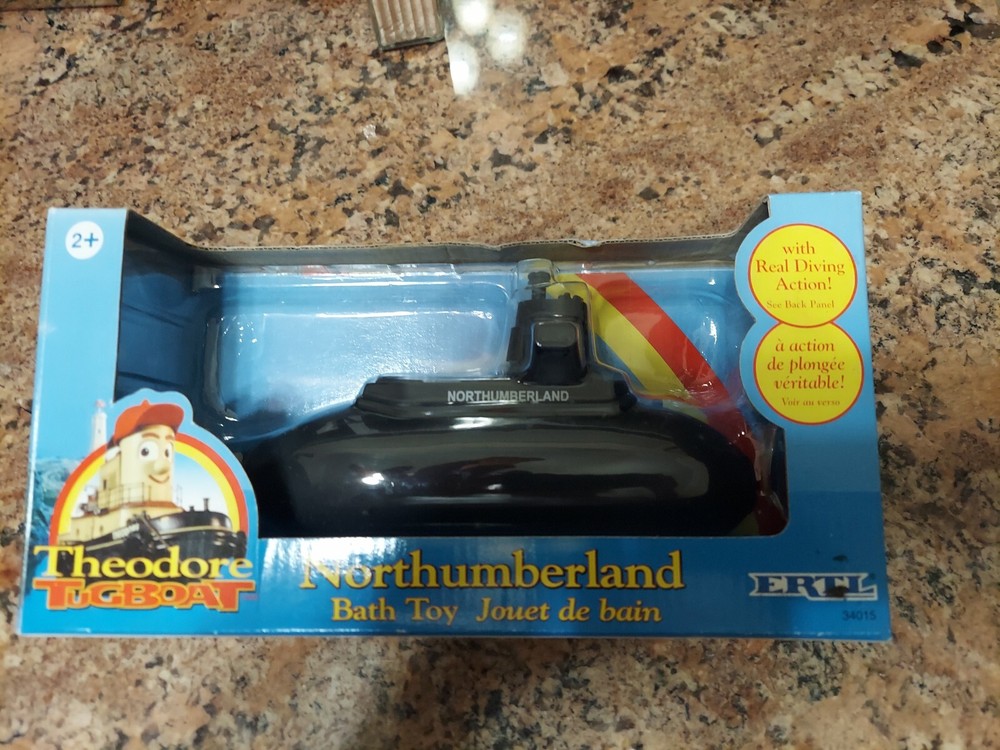 2+
with
Real Diving
Action!
See Back Panel
à action
de plongée
véritable!
Voir au verso
NORTHUMBERLAND
Theodore
TUGBOAT
Northumberland
Bath Toy Jouet de bain
ERTL
34015